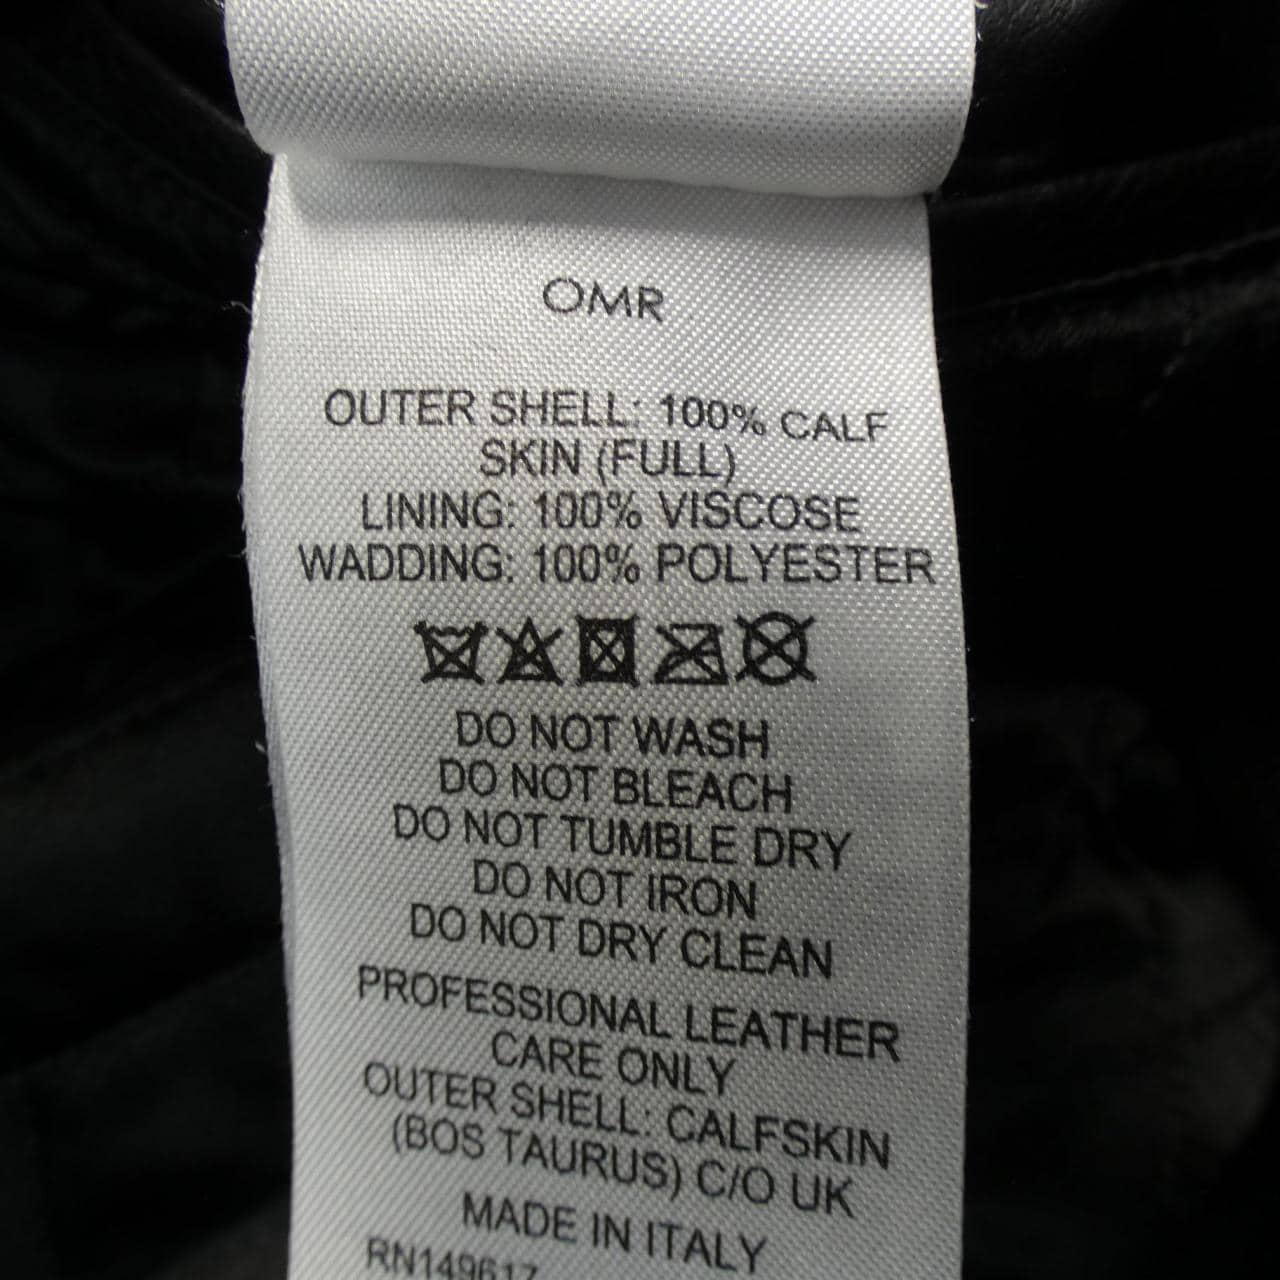 OMR
OUTER SHELL: 100% CALF
SKIN (FULL)
LINING: 100% VISCOSE
WADDING: 100% POLYESTER
DO NOT WASH
DO NOT BLEACH
DO NOT TUMBLE DRY
DO NOT IRON
DO NOT DRY CLEAN
PROFESSIONAL LEATHER
CARE ONLY
OUTER SHELL: CALFSKIN
(BOS TAURUS) C/O UK
MADE IN ITALY
RN149617